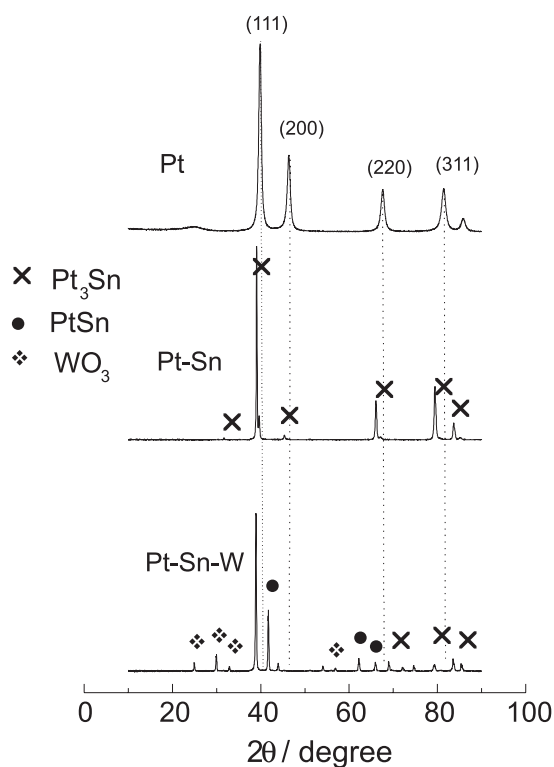 (111)
(200)
(220)
(311)
Pt
Pt₃Sn
PtSn
WO₃
Pt-Sn
Pt-Sn-W
0 20 40 60 80 100
2θ / degree